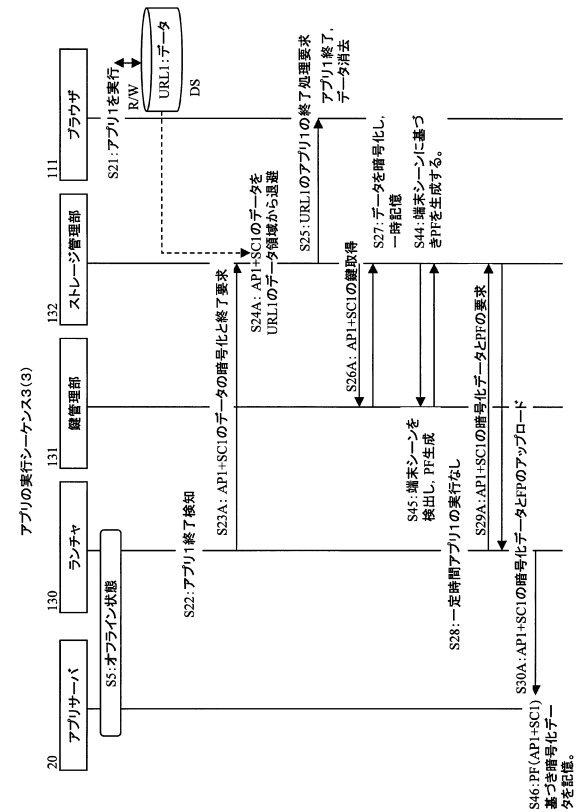 アプリの実行シーケンス3(3)
20
アプリサーバ
130
ランチャ
131
鍵管理部
132
ストレージ管理部
111
ブラウザ
S5:オフライン状態
S21:アプリ1を実行
R/W
URL1:データ
DS
S22:アプリ1終了検知
S23A:AP1+SC1のデータの暗号化と終了要求
S24A: AP1+SC1のデータを
URL1のデータ領域から退避
S25:URL1のアプリ1の終了処理要求
アプリ1終了,
データ消去
S26A: AP1+SC1の鍵取得
S27:データを暗号化し,
一時記憶
S44:端末シーンに基づ
きPFを生成する。
S45:端末シーンを
検出し, PF生成
S28:一定時間アプリ1の実行なし
S29A:AP1+SC1の暗号化データとPFの要求
S30A:AP1+SC1の暗号化データとFPのアップロード
S46:PF(AP1+SC1)
基づき暗号化デー
タを記憶。